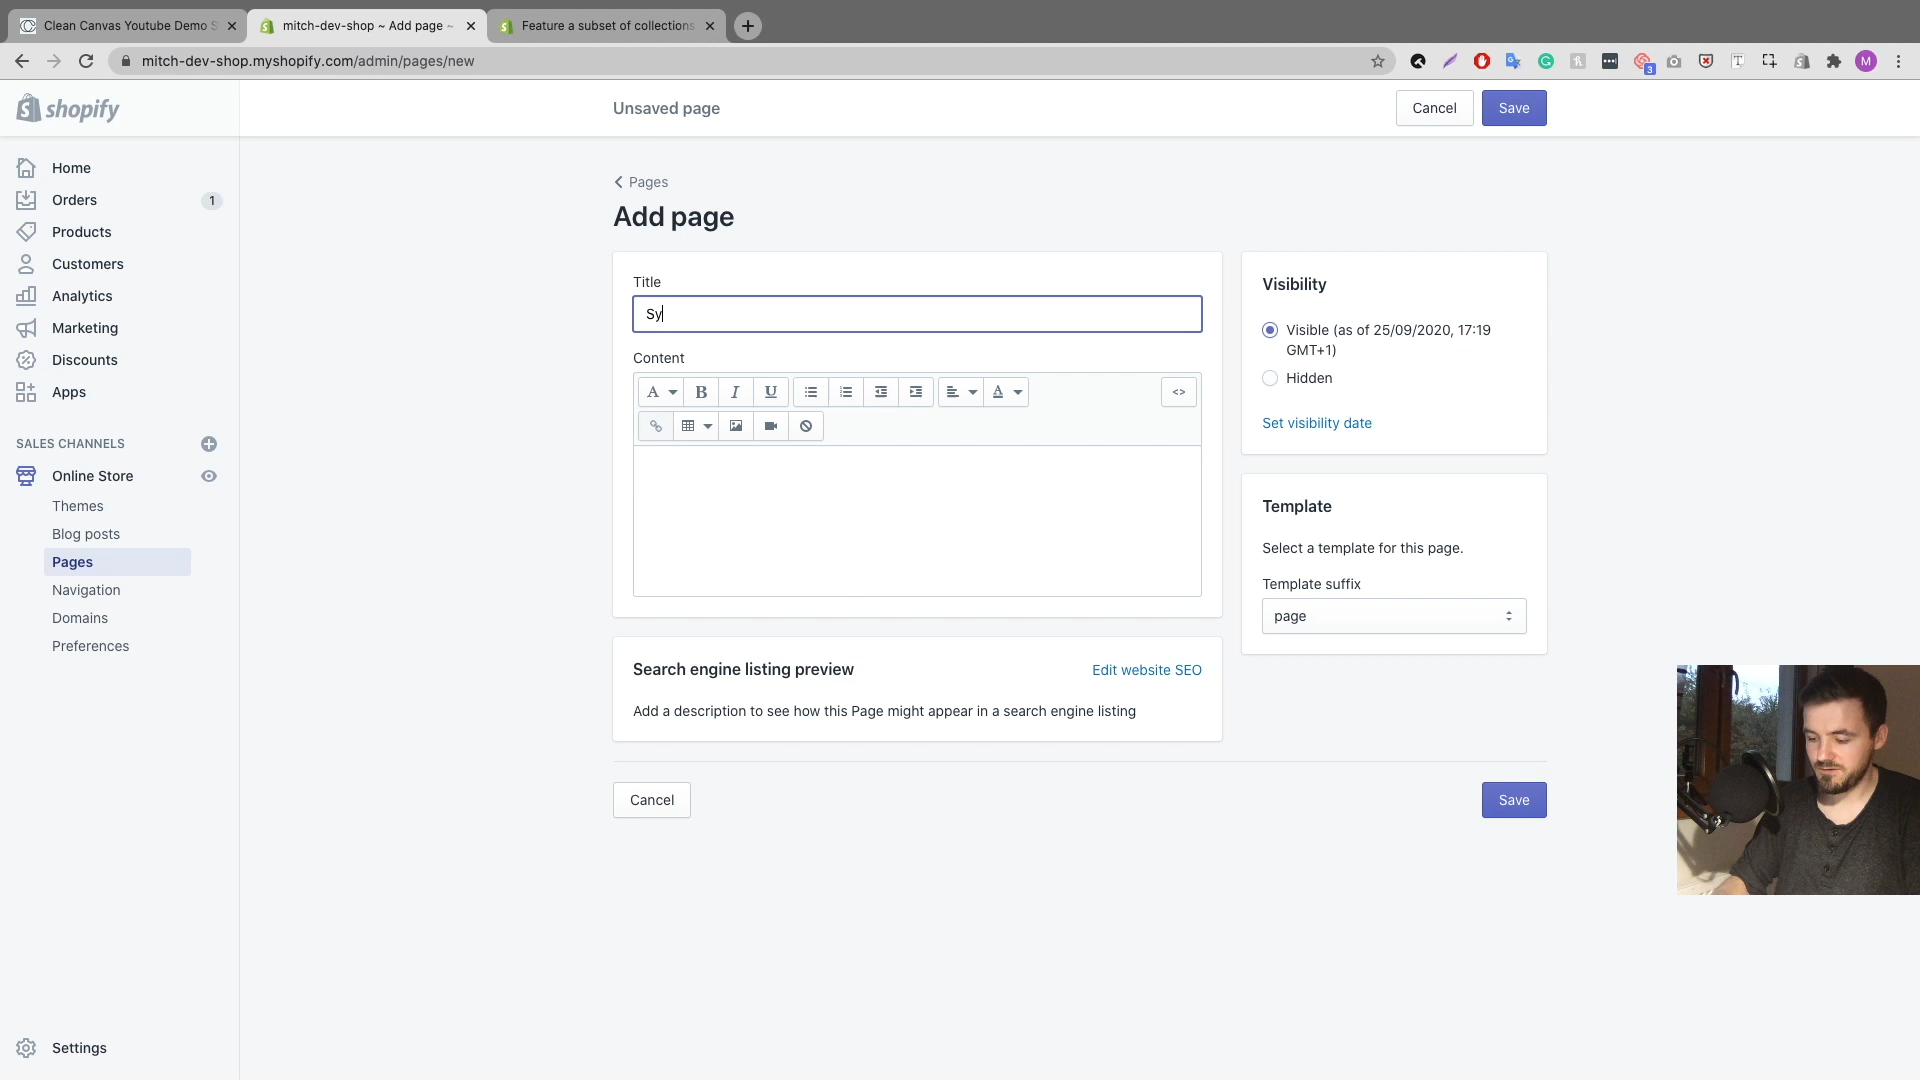 Clean Canvas Youtube Demo S
mitch-dev-shop ~ Add page ~
Feature a subset of collections
mitch-dev-shop.myshopify.com/admin/pages/new
3
M
shopify
Unsaved page
Cancel
Save
Home
Orders
1
Products
Customers
Analytics
Marketing
Discounts
Apps
SALES CHANNELS
Online Store
Themes
Blog posts
Pages
Navigation
Domains
Preferences
Settings
Pages
Add page
Title
Sy
Content
A
B
I
U
A
<>
Search engine listing preview
Edit website SEO
Add a description to see how this Page might appear in a search engine listing
Visibility
Visible (as of 25/09/2020, 17:19
GMT+1)
Hidden
Set visibility date
Template
Select a template for this page.
Template suffix
page
Cancel
Save